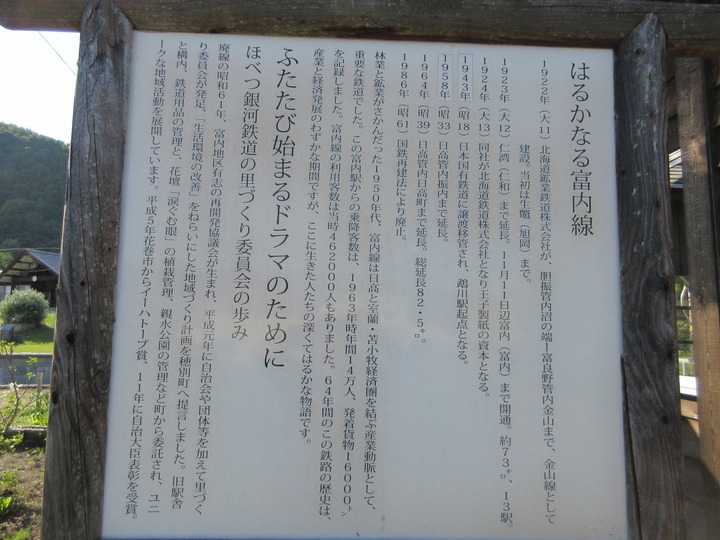 はるかなる富内線
1922年（大11）北海道鉱業鉄道株式会社が、胆振管内沼の端ー富良野管内金山まで、金山線として
建設。当初は生鼈（旭岡）まで。
1923年（大12）仁湾（仁和）まで延長。11月11日辺富内（富内）まで開通。約73㌔、13駅。
1924年（大13）同社が北海道鉄道株式会社となり王子製紙の資本となる。
1943年（昭18）日本国有鉄道に譲渡移管され、鵡川駅起点となる。
1958年（昭33）日高管内振内まで延長。
1964年（昭39）日高管内日高町まで延長。総延長82・5㌔。
1986年（昭61）国鉄再建法により廃止。
林業と鉱業がさかんだった1950年代、富内線は日高と室蘭・苫小牧経済圏を結ぶ産業動脈として、
重要な鉄道でした。この富内駅からの乗降客数は、1963年時年間14万人、発着貨物16000㌧
を記録しました。富内線の利用客数は当時462000人もありました。64年間のこの鉄路の歴史は、
産業と経済発展のわずかな期間ですが、ここに生きた人たちの深くてはるかな物語です。
ふたたび始まるドラマのために
ほべつ銀河鉄道の里づくり委員会の歩み
廃線の昭和61年、富内地区有志の再開発協議会が生まれ、平成元年に自治会や団体等を加えて里づく
り委員会が発足、「生活環境の改善」をねらいにした地域づくり計画を穂別町へ提言しました。旧駅舎
と構内、鉄道用品の管理と、花壇「涙ぐむ眼」の植栽管理、親水公園の管理など町から委託され、ユニ
ークな地域活動を展開しています。平成5年花巻市からイーハトーブ賞、11年に自治大臣表彰を受賞。